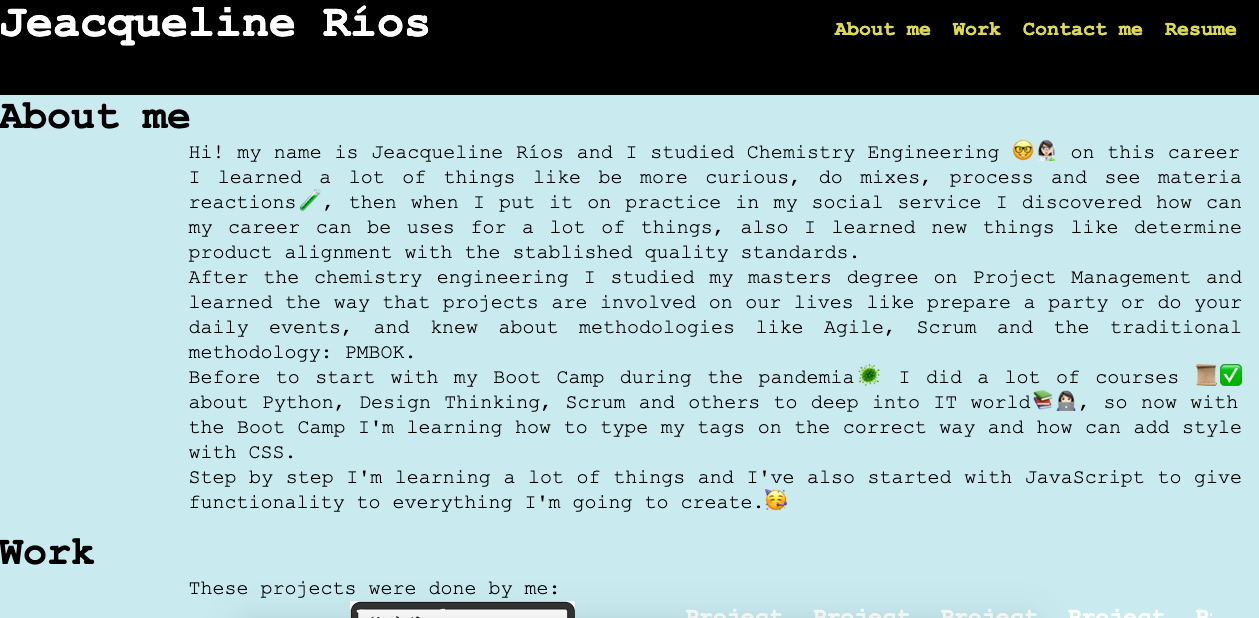 Jeacqueline Ríos
About me Work Contact me Resume
About me
Hi! my name is Jeacqueline Ríos and I studied Chemistry Engineering 🤓👩🏻‍🔬 on this career
I learned a lot of things like be more curious, do mixes, process and see materia
reactions🧪, then when I put it on practice in my social service I discovered how can
my career can be uses for a lot of things, also I learned new things like determine
product alignment with the stablished quality standards.
After the chemistry engineering I studied my masters degree on Project Management and
learned the way that projects are involved on our lives like prepare a party or do your
daily events, and knew about methodologies like Agile, Scrum and the traditional
methodology: PMBOK.
Before to start with my Boot Camp during the pandemia🦠 I did a lot of courses 📜✅
about Python, Design Thinking, Scrum and others to deep into IT world📚👩🏻‍💻, so now with
the Boot Camp I'm learning how to type my tags on the correct way and how can add style
with CSS.
Step by step I'm learning a lot of things and I've also started with JavaScript to give
functionality to everything I'm going to create.🥳
Work
These projects were done by me:
Project Project Project Project